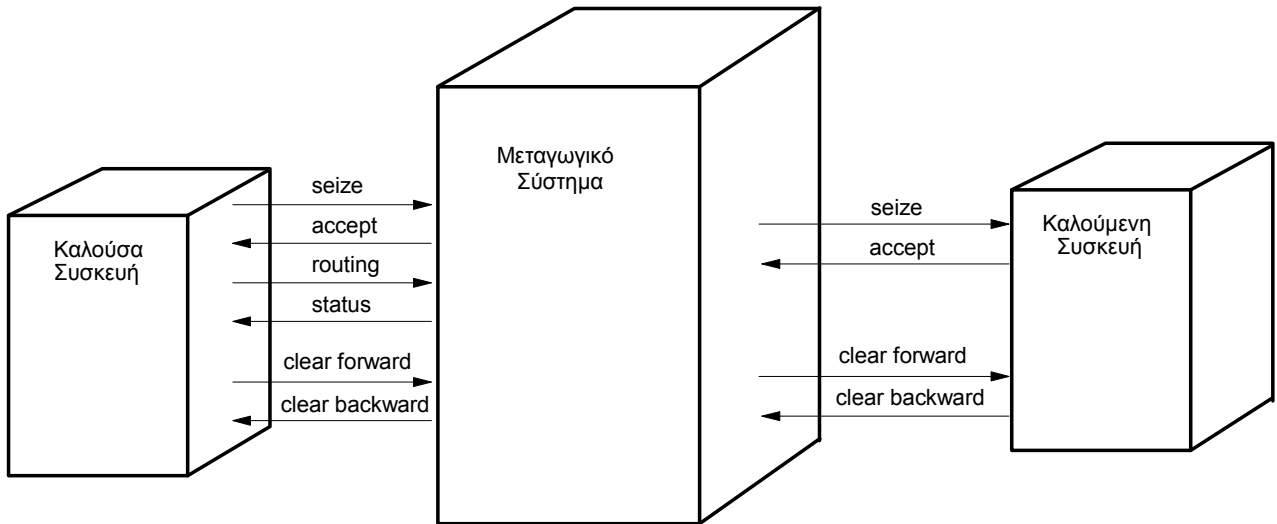 Καλούσα
Συσκευή
seize
accept
routing
status
clear forward
clear backward
Μεταγωγικό
Σύστημα
seize
accept
clear forward
clear backward
Καλούμενη
Συσκευή